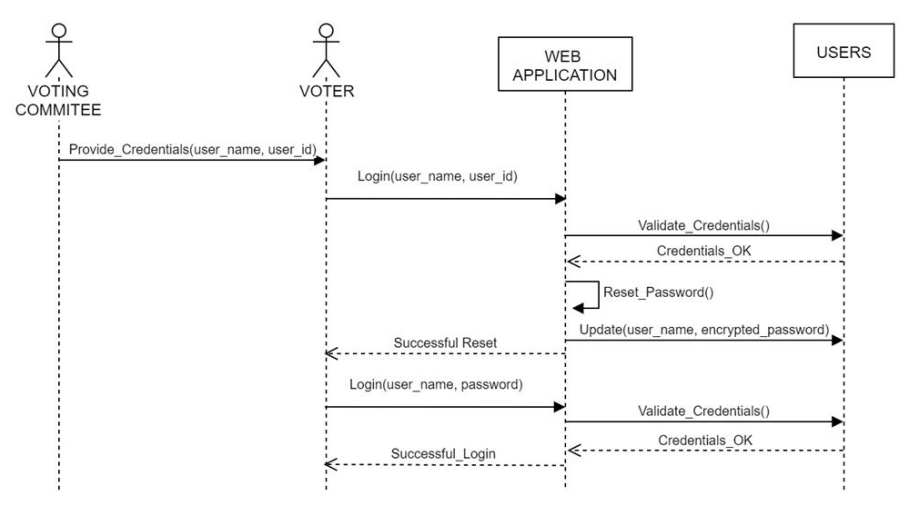 VOTING
COMMITEE
VOTER
WEB
APPLICATION
USERS
Provide_Credentials(user_name, user_id)
Login(user_name, user_id)
Validate_Credentials()
Credentials_OK
Reset_Password()
Update(user_name, encrypted_password)
Successful Reset
Login(user_name, password)
Validate_Credentials()
Credentials_OK
Successful_Login